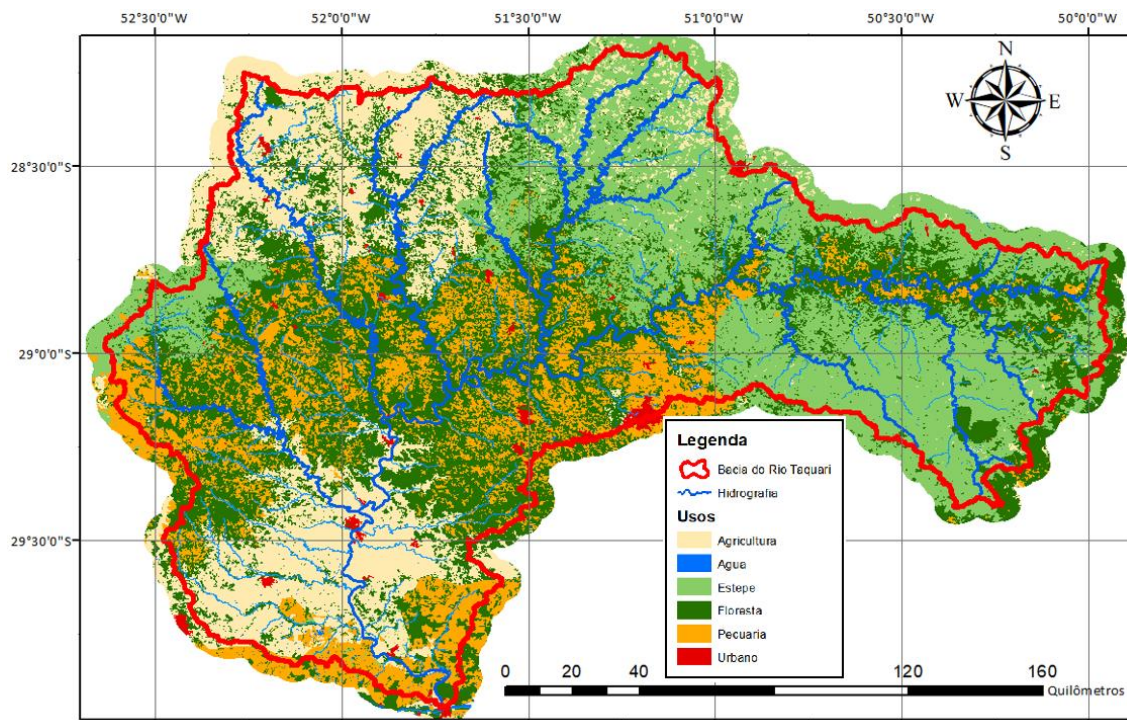 52°30'0"W 52°0'0"W 51°30'0"W 51°0'0"W 50°30'0"W 50°0'0"W
N
W E
S
28°30'0"S
29°0'0"S
29°30'0"S
Legenda
Bacia do Rio Taquari
Hidrografia
Usos
Agricultura
Agua
Estepe
Floresta
Pecuaria
Urbano
0 20 40 80 120 160
Quilômetros